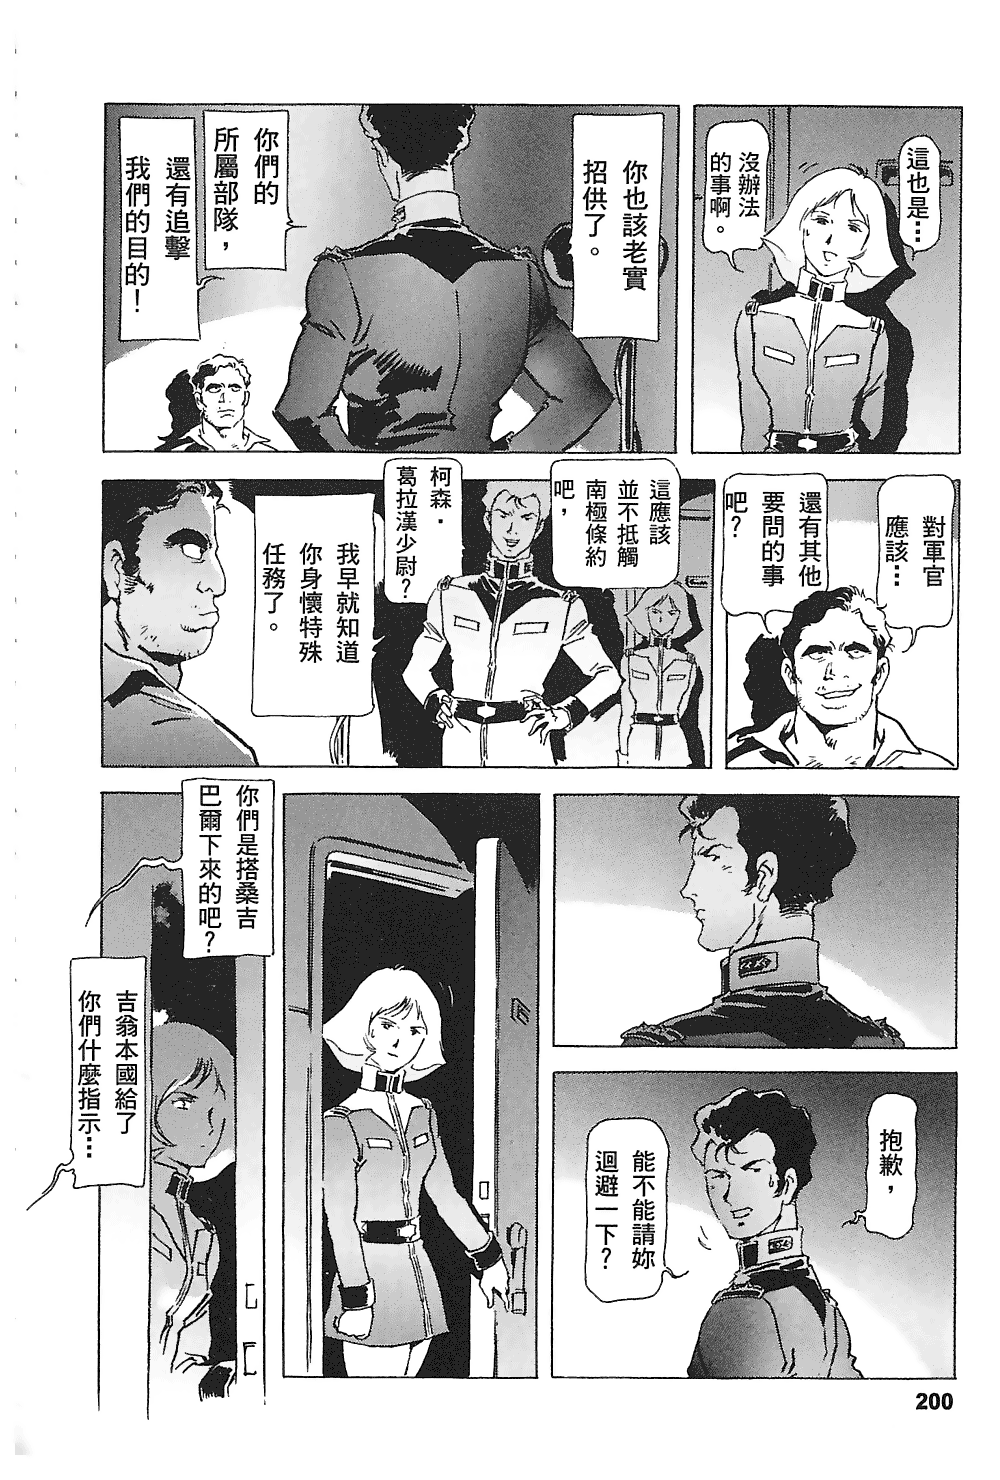 這也是…
沒辦法
的事啊。
你也該老實
招供了。
你們的
所屬部隊，
還有追擊
我們的目的！
對軍官
應該…
還有其他
要問的事
吧？
這應該
並不抵觸
南極條約
吧，
柯森．
葛拉漢少尉？
我早就知道
你身懷特殊
任務了。
抱歉，
能不能請妳
迴避一下？
你們是搭桑吉
巴爾下來的吧？
吉翁本國給了
你們什麼指示…
200